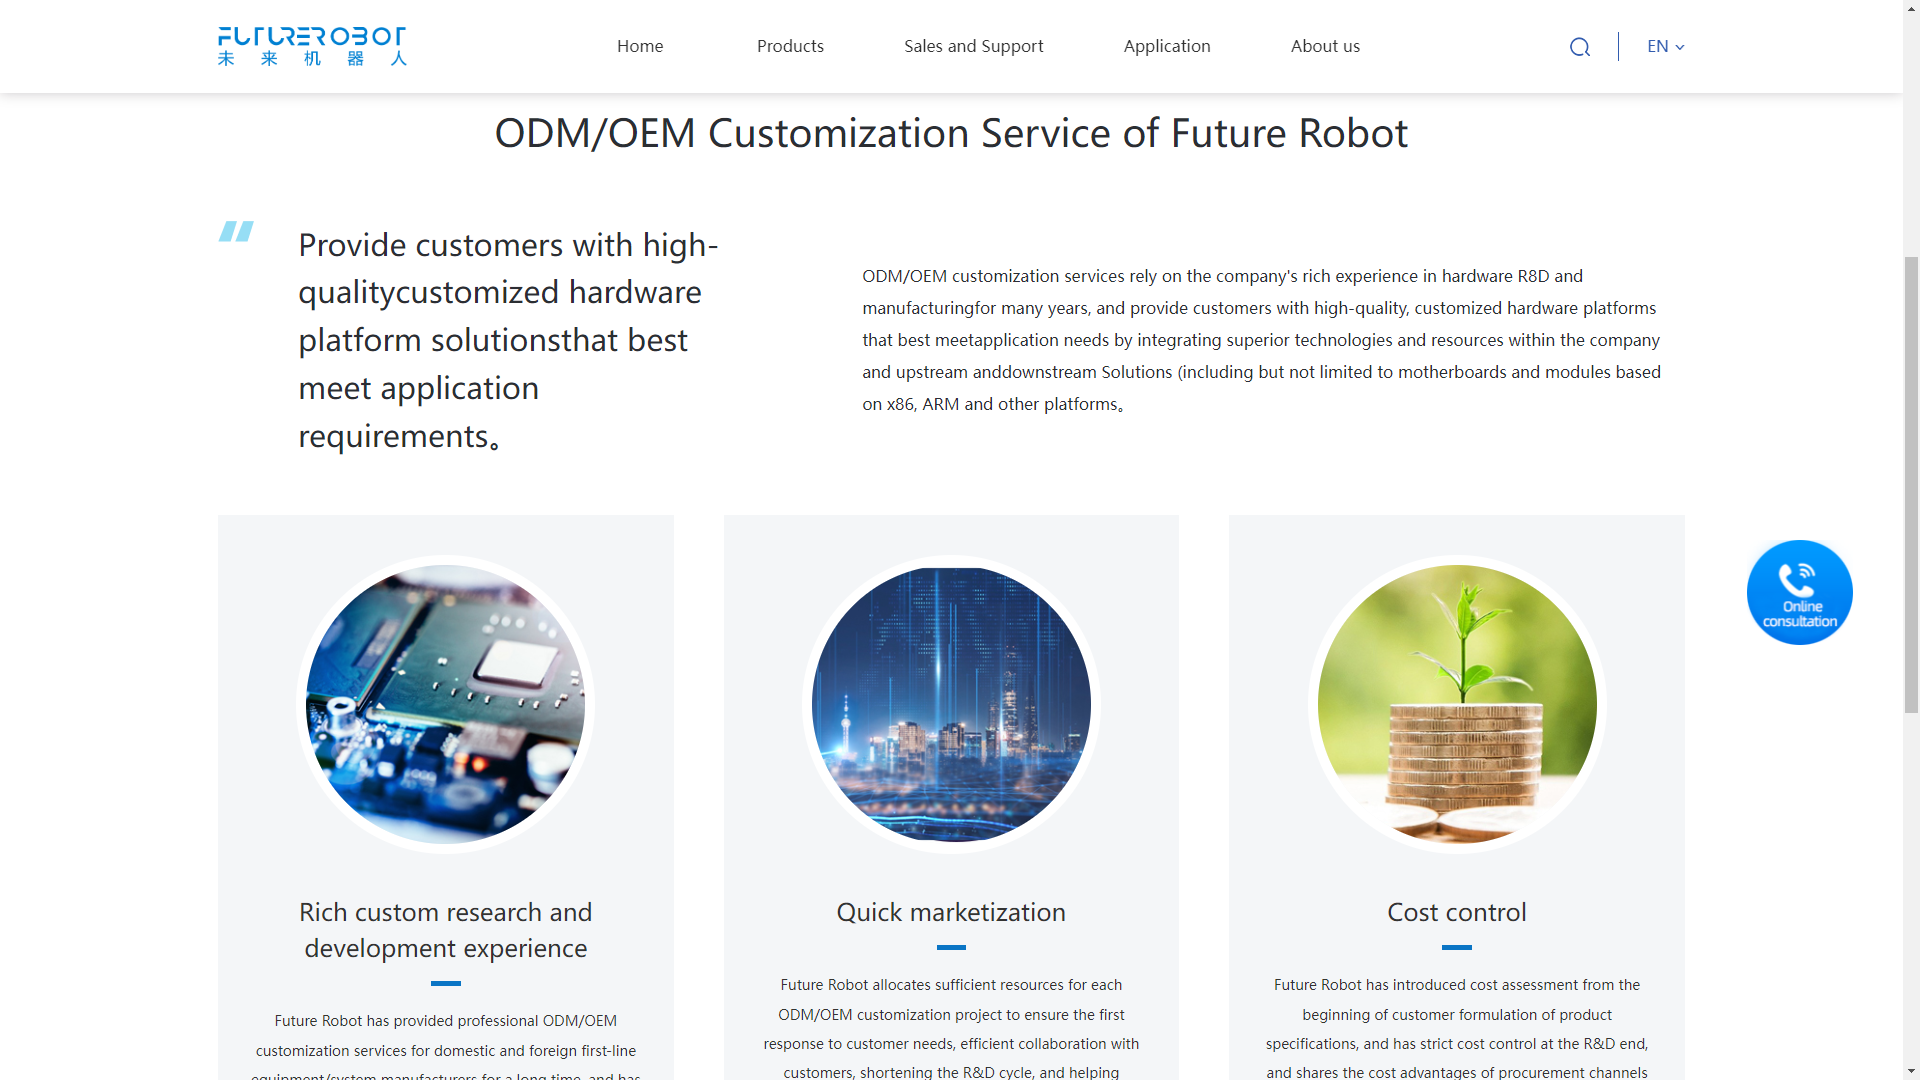 FUTUREROBOT
未来机器人
Home
Products
Sales and Support
Application
About us
EN
ODM/OEM Customization Service of Future Robot
Provide customers with high-
qualitycustomized hardware
platform solutionsthat best
meet application
requirements。
ODM/OEM customization services rely on the company's rich experience in hardware R8D and
manufacturingfor many years, and provide customers with high-quality, customized hardware platforms
that best meetapplication needs by integrating superior technologies and resources within the company
and upstream anddownstream Solutions (including but not limited to motherboards and modules based
on x86, ARM and other platforms。
Online
consultation
Rich custom research and
development experience
Future Robot has provided professional ODM/OEM
customization services for domestic and foreign first-line
equipment/system manufacturers for a long time, and has
Quick marketization
Future Robot allocates sufficient resources for each
ODM/OEM customization project to ensure the first
response to customer needs, efficient collaboration with
customers, shortening the R&D cycle, and helping
Cost control
Future Robot has introduced cost assessment from the
beginning of customer formulation of product
specifications, and has strict cost control at the R&D end,
and shares the cost advantages of procurement channels